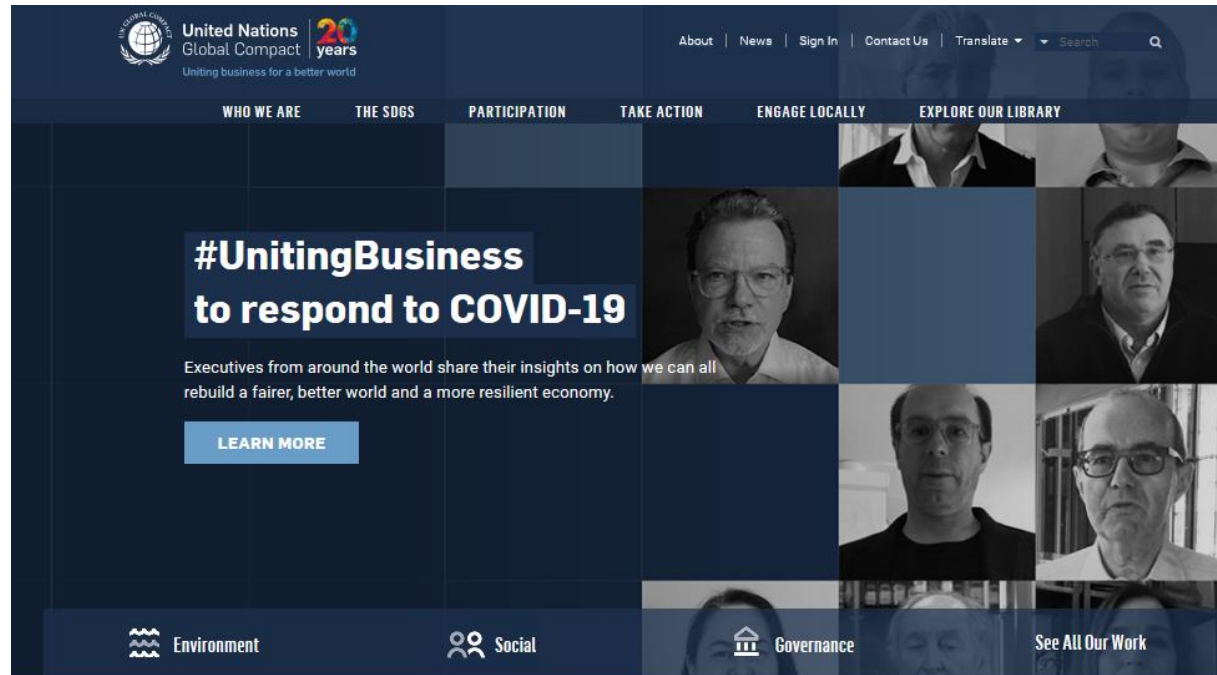 UN GLOBAL COMPACT
United Nations
Global Compact
20
years
Uniting business for a better world
About | News | Sign In | Contact Us | Translate Search
WHO WE ARE THE SDGS PARTICIPATION TAKE ACTION ENGAGE LOCALLY EXPLORE OUR LIBRARY
#UnitingBusiness
to respond to COVID-19
Executives from around the world share their insights on how we can all
rebuild a fairer, better world and a more resilient economy.
LEARN MORE
Environment Social Governance See All Our Work